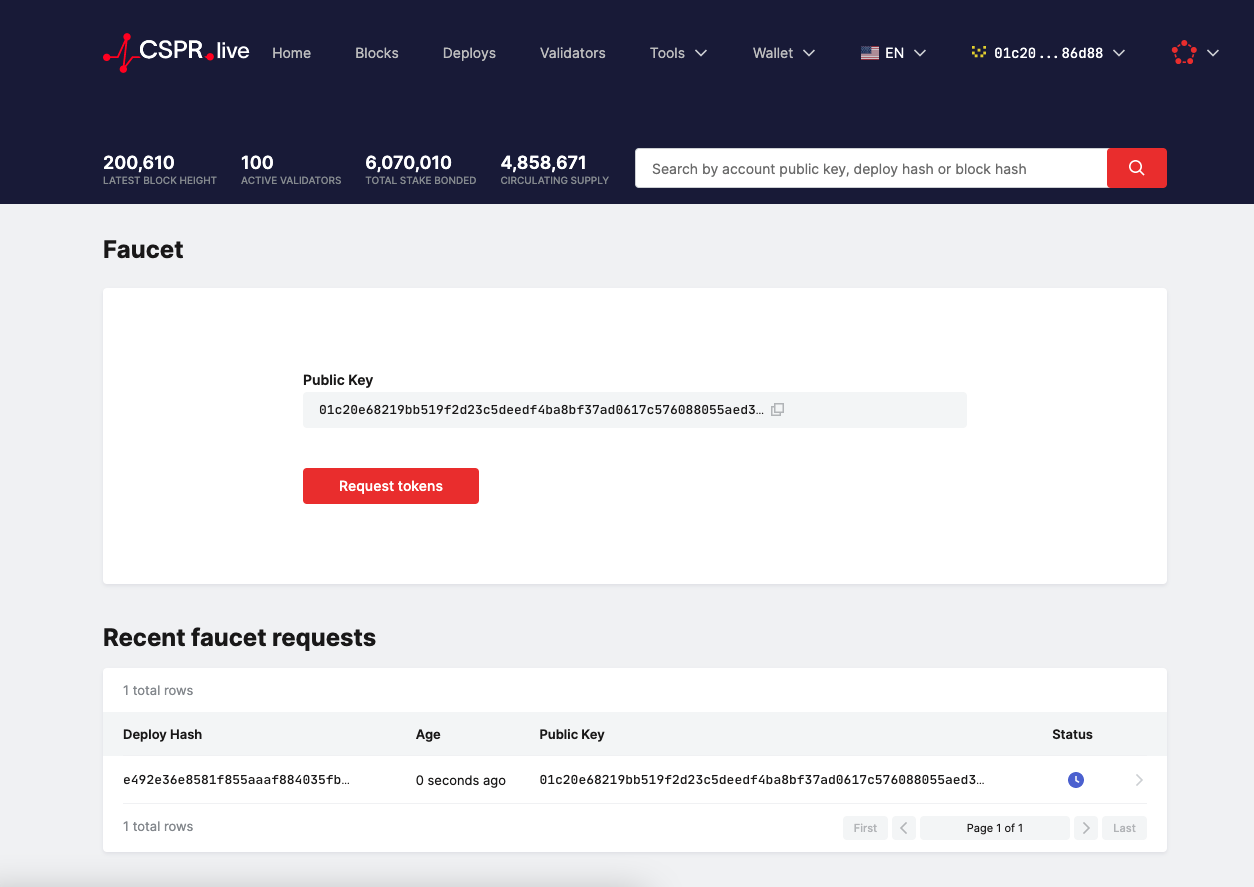 CSPR.live Home Blocks Deploys Validators Tools Wallet EN 01c20...86d88
200,610 100 6,070,010 4,858,671
LATEST BLOCK HEIGHT ACTIVE VALIDATORS TOTAL STAKE BONDED CIRCULATING SUPPLY
Search by account public key, deploy hash or block hash
Faucet
Public Key
01c20e68219bb519f2d23c5deedf4ba8bf37ad0617c576088055aed3…
Request tokens
Recent faucet requests
1 total rows
Deploy Hash Age Public Key Status
e492e36e8581f855aaaf884035fb… 0 seconds ago 01c20e68219bb519f2d23c5deedf4ba8bf37ad0617c576088055aed3…
1 total rows First Page 1 of 1 Last